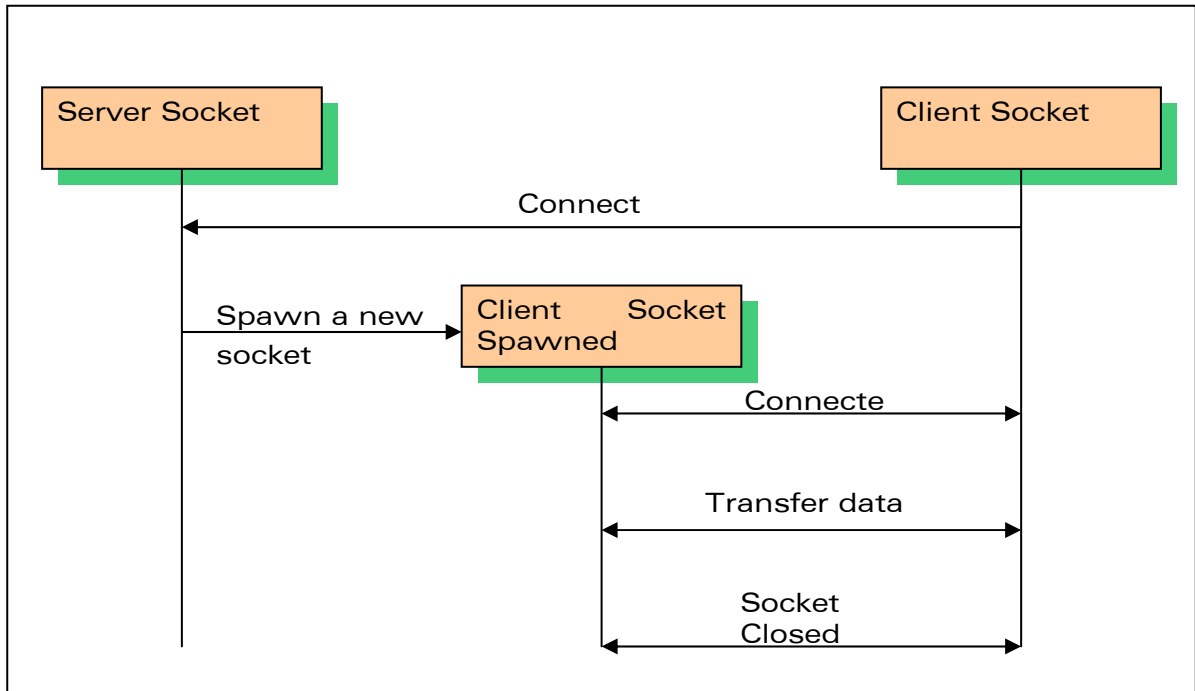 Server Socket
Client Socket
Connect
Spawn a new
socket
Client Socket
Spawned
Connecte
Transfer data
Socket
Closed